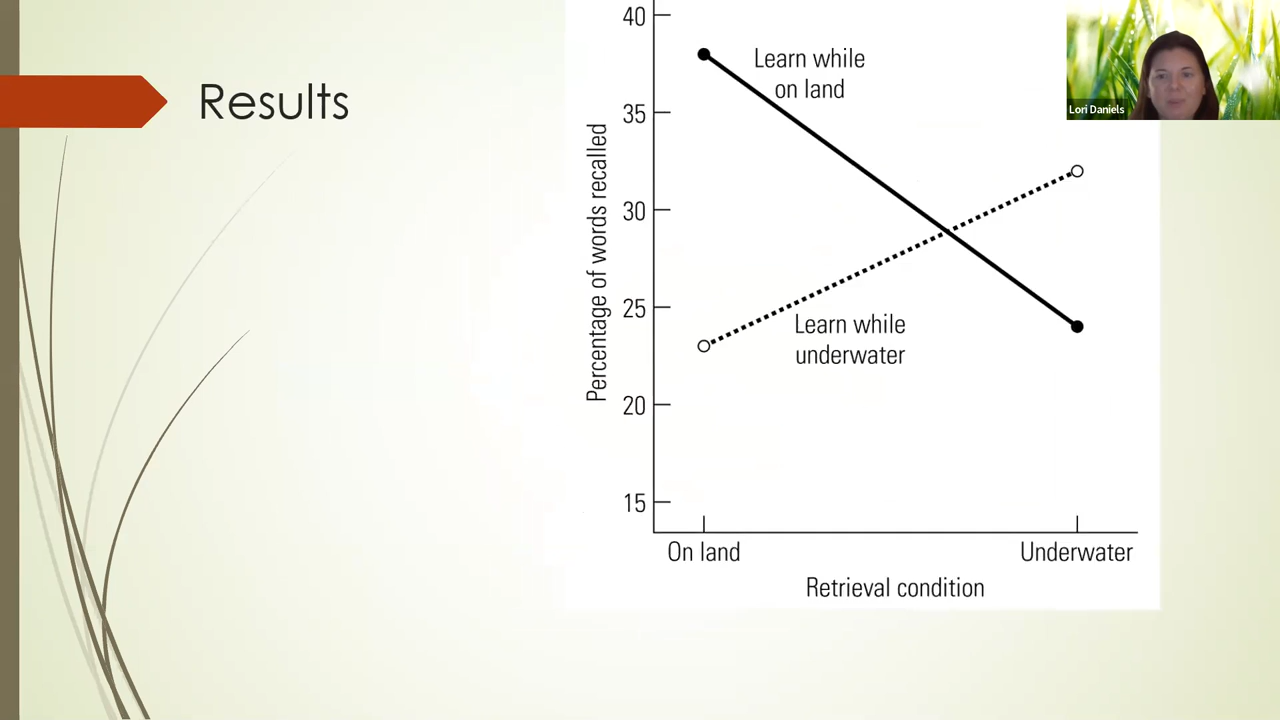 Results
40
35
30
25
20
15
Percentage of words recalled
Learn while
on land
Learn while
underwater
On land
Underwater
Retrieval condition
Lori Daniels